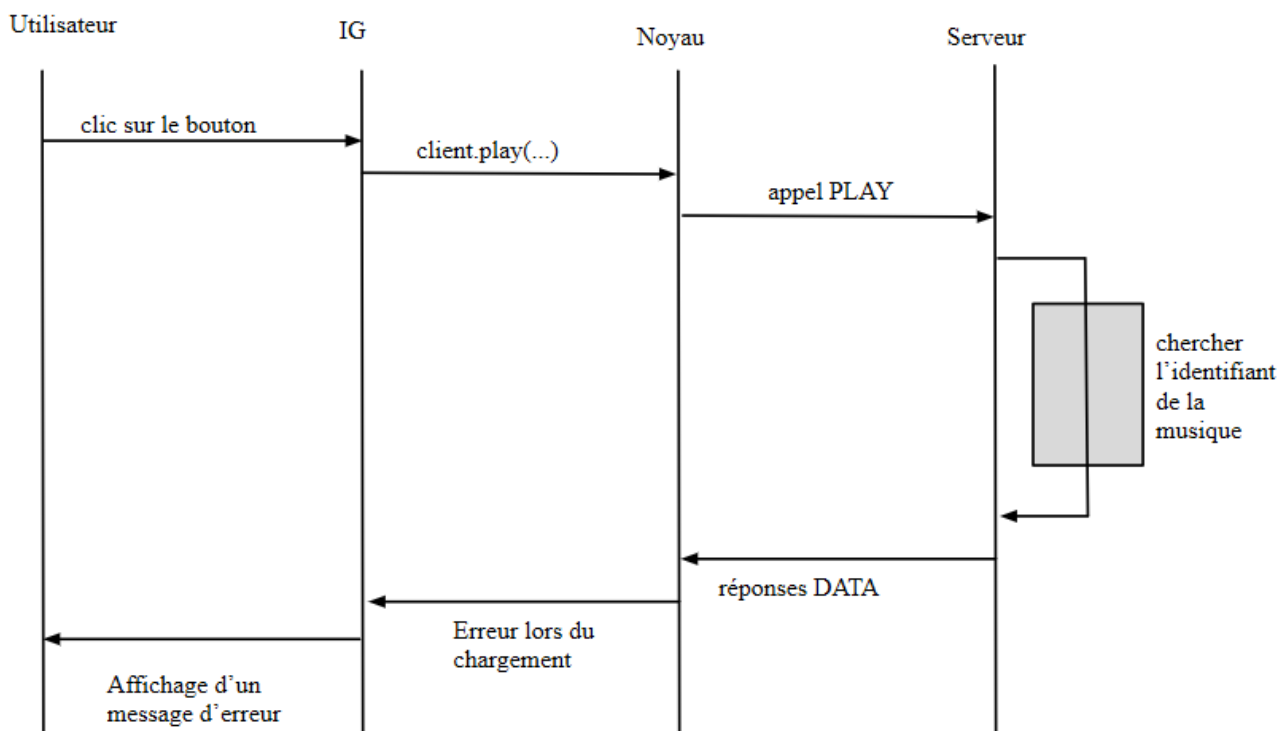 Utilisateur
IG
Noyau
Serveur
clic sur le bouton
client.play(...)
appel PLAY
chercher
l’identifiant
de la
musique
réponses DATA
Erreur lors du
chargement
Affichage d’un
message d’erreur